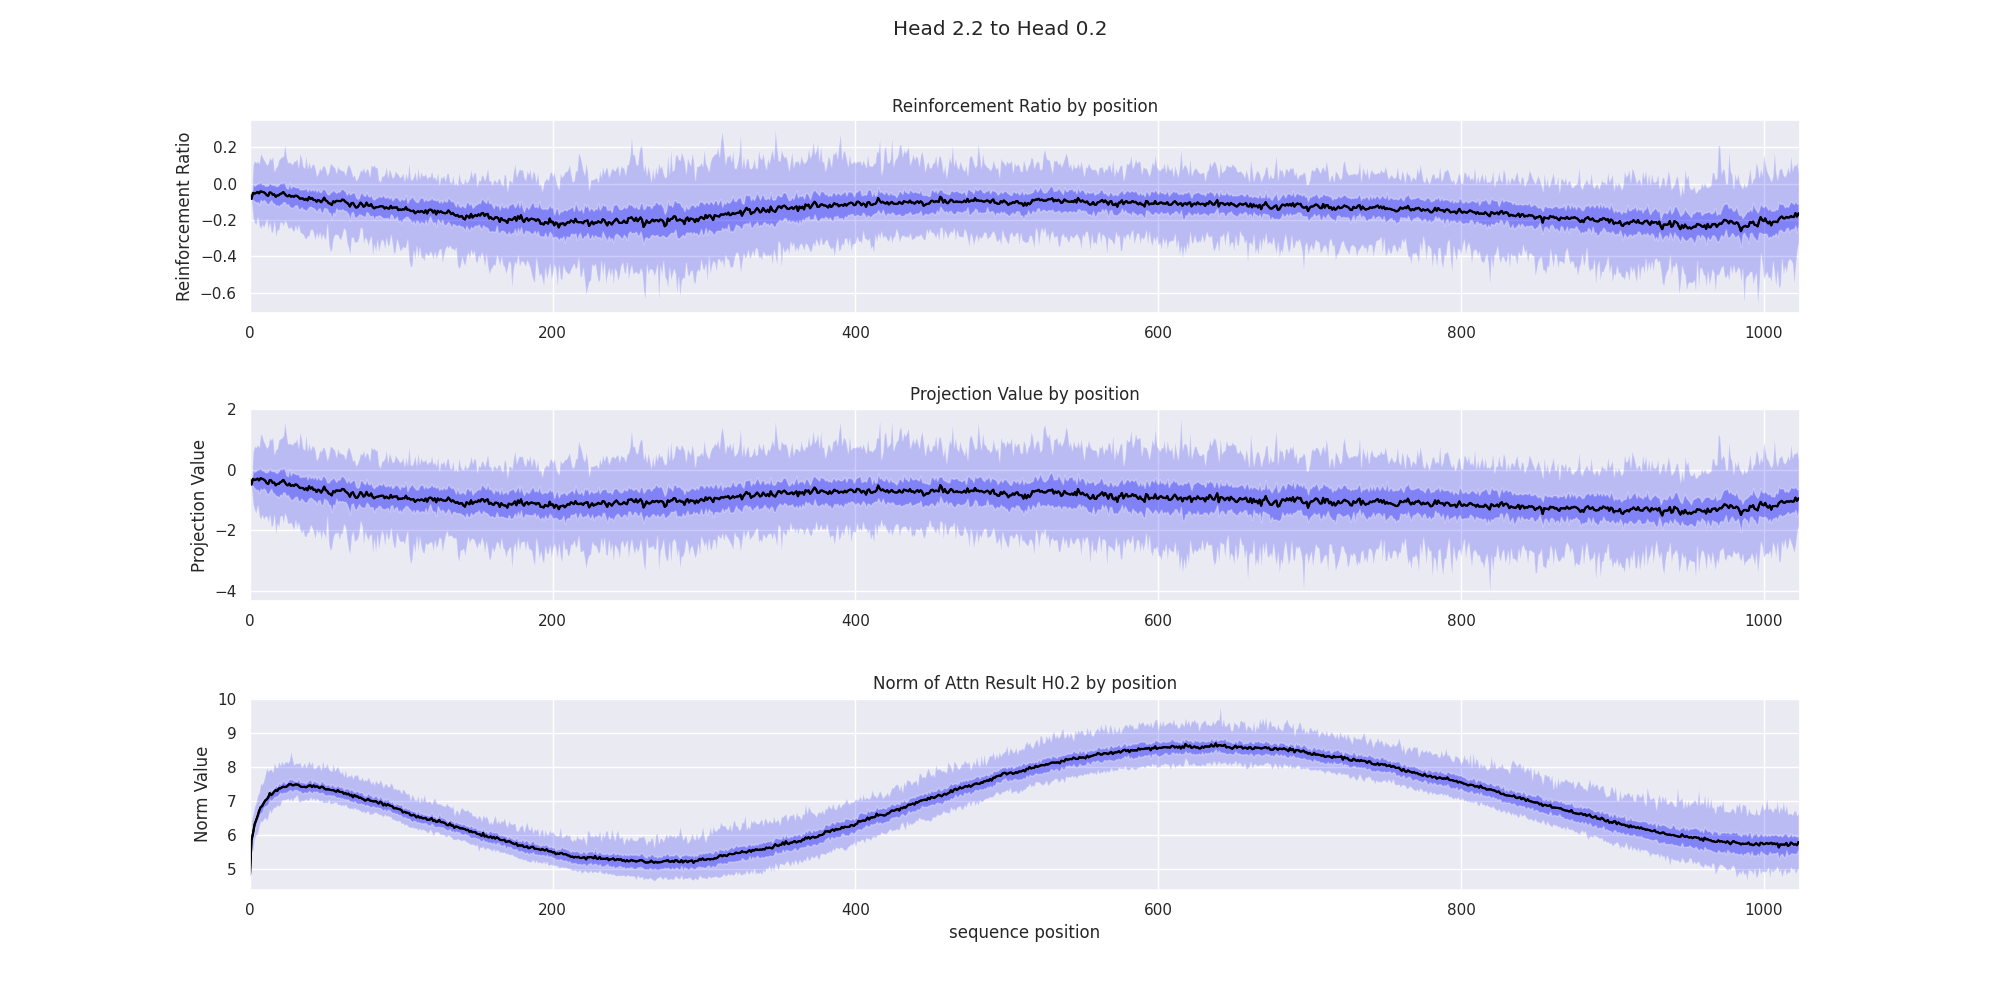 Head 2.2 to Head 0.2
Reinforcement Ratio by position
Reinforcement Ratio
0.2
0.0
−0.2
−0.4
−0.6
0 200 400 600 800 1000
Projection Value by position
Projection Value
2
0
−2
−4
0 200 400 600 800 1000
Norm of Attn Result H0.2 by position
Norm Value
10
9
8
7
6
5
0 200 400 600 800 1000
sequence position